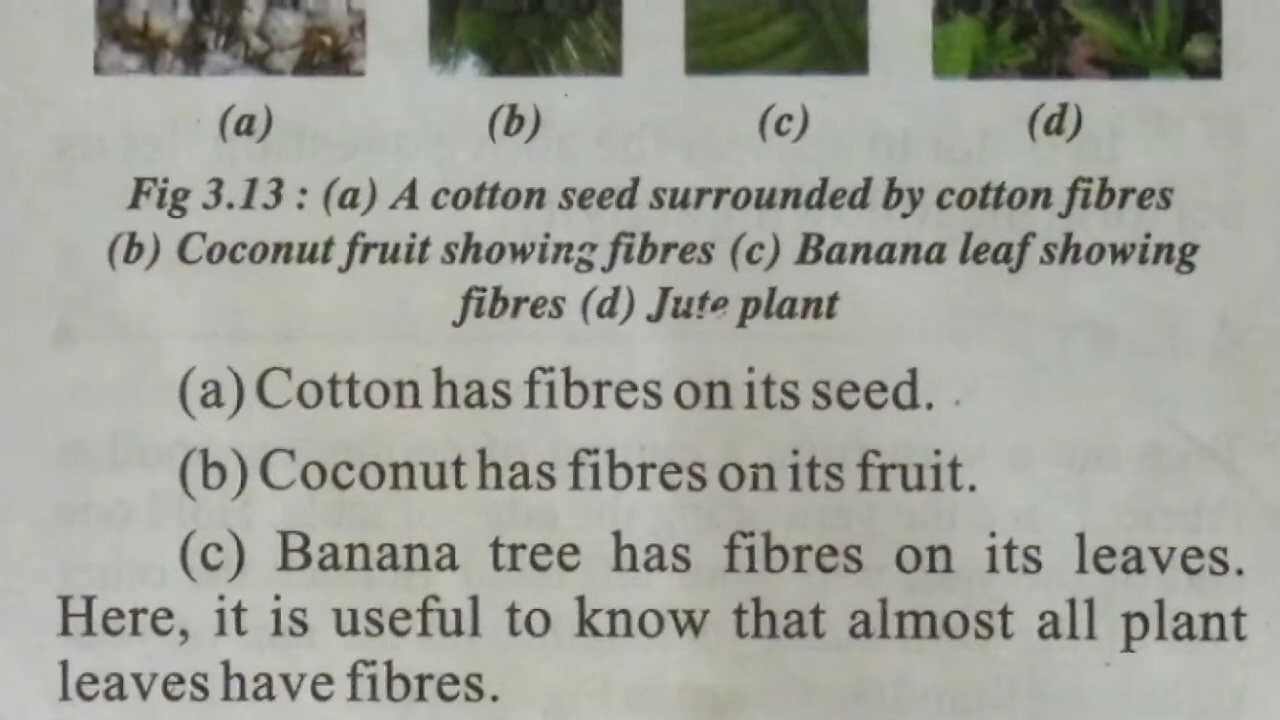 (a) (b) (c) (d)
Fig 3.13 : (a) A cotton seed surrounded by cotton fibres
(b) Coconut fruit showing fibres (c) Banana leaf showing
fibres (d) Jute plant
(a) Cotton has fibres on its seed.
(b) Coconut has fibres on its fruit.
(c) Banana tree has fibres on its leaves.
Here, it is useful to know that almost all plant
leaves have fibres.